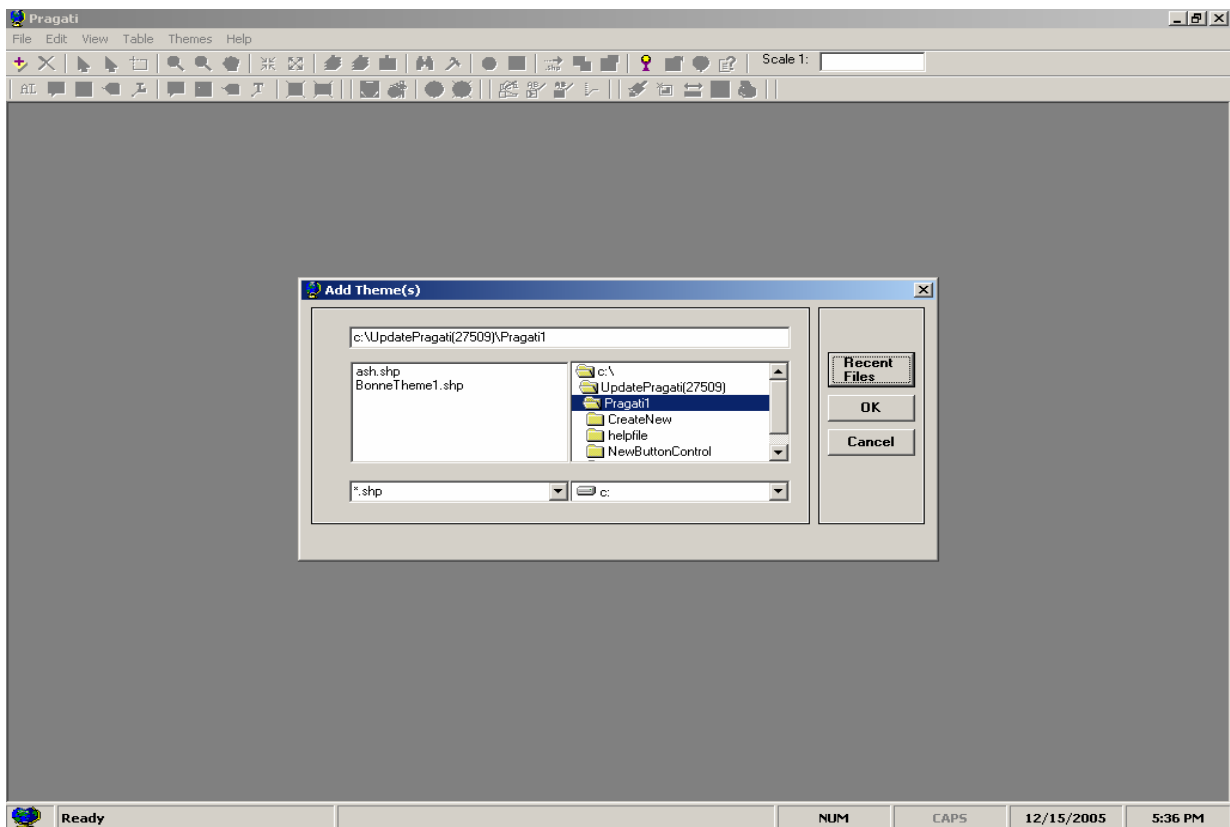 Pragati
File Edit View Table Themes Help
Scale 1:
Add Theme(s)
c:\UpdatePragati(27509)\Pragati1
ash.shp
BonneTheme1.shp
c:\
UpdatePragati(27509)
Pragati1
CreateNew
helpfile
NewButtonControl
*.shp
c:
Recent
Files
OK
Cancel
Ready NUM CAPS 12/15/2005 5:36 PM